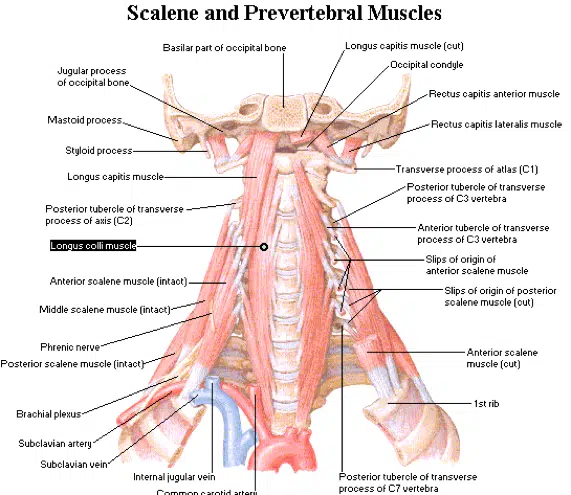 Scalene and Prevertebral Muscles
Basilar part of occipital bone
Longus capitis muscle (cut)
Jugular process
of occipital bone
Occipital condyle
Rectus capitis anterior muscle
Mastoid process
Rectus capitis lateralis muscle
Styloid process
Longus capitis muscle
Transverse process of atlas (C1)
Posterior tubercle of transverse
process of C3 vertebra
Posterior tubercle of transverse
process of axis (C2)
Anterior tubercle of transverse
process of C3 vertebra
Longus colli muscle
Slips of origin of
anterior scalene muscle
Anterior scalene muscle (intact)
Slips of origin of posterior
scalene muscle (cut)
Middle scalene muscle (intact)
Phrenic nerve
Posterior scalene muscle (intact)
Anterior scalene
muscle (cut)
Brachial plexus
1st rib
Subclavian artery
Subclavian vein
Internal jugular vein
Common carotid artery
Posterior tubercle of transverse
process of C7 vertebra